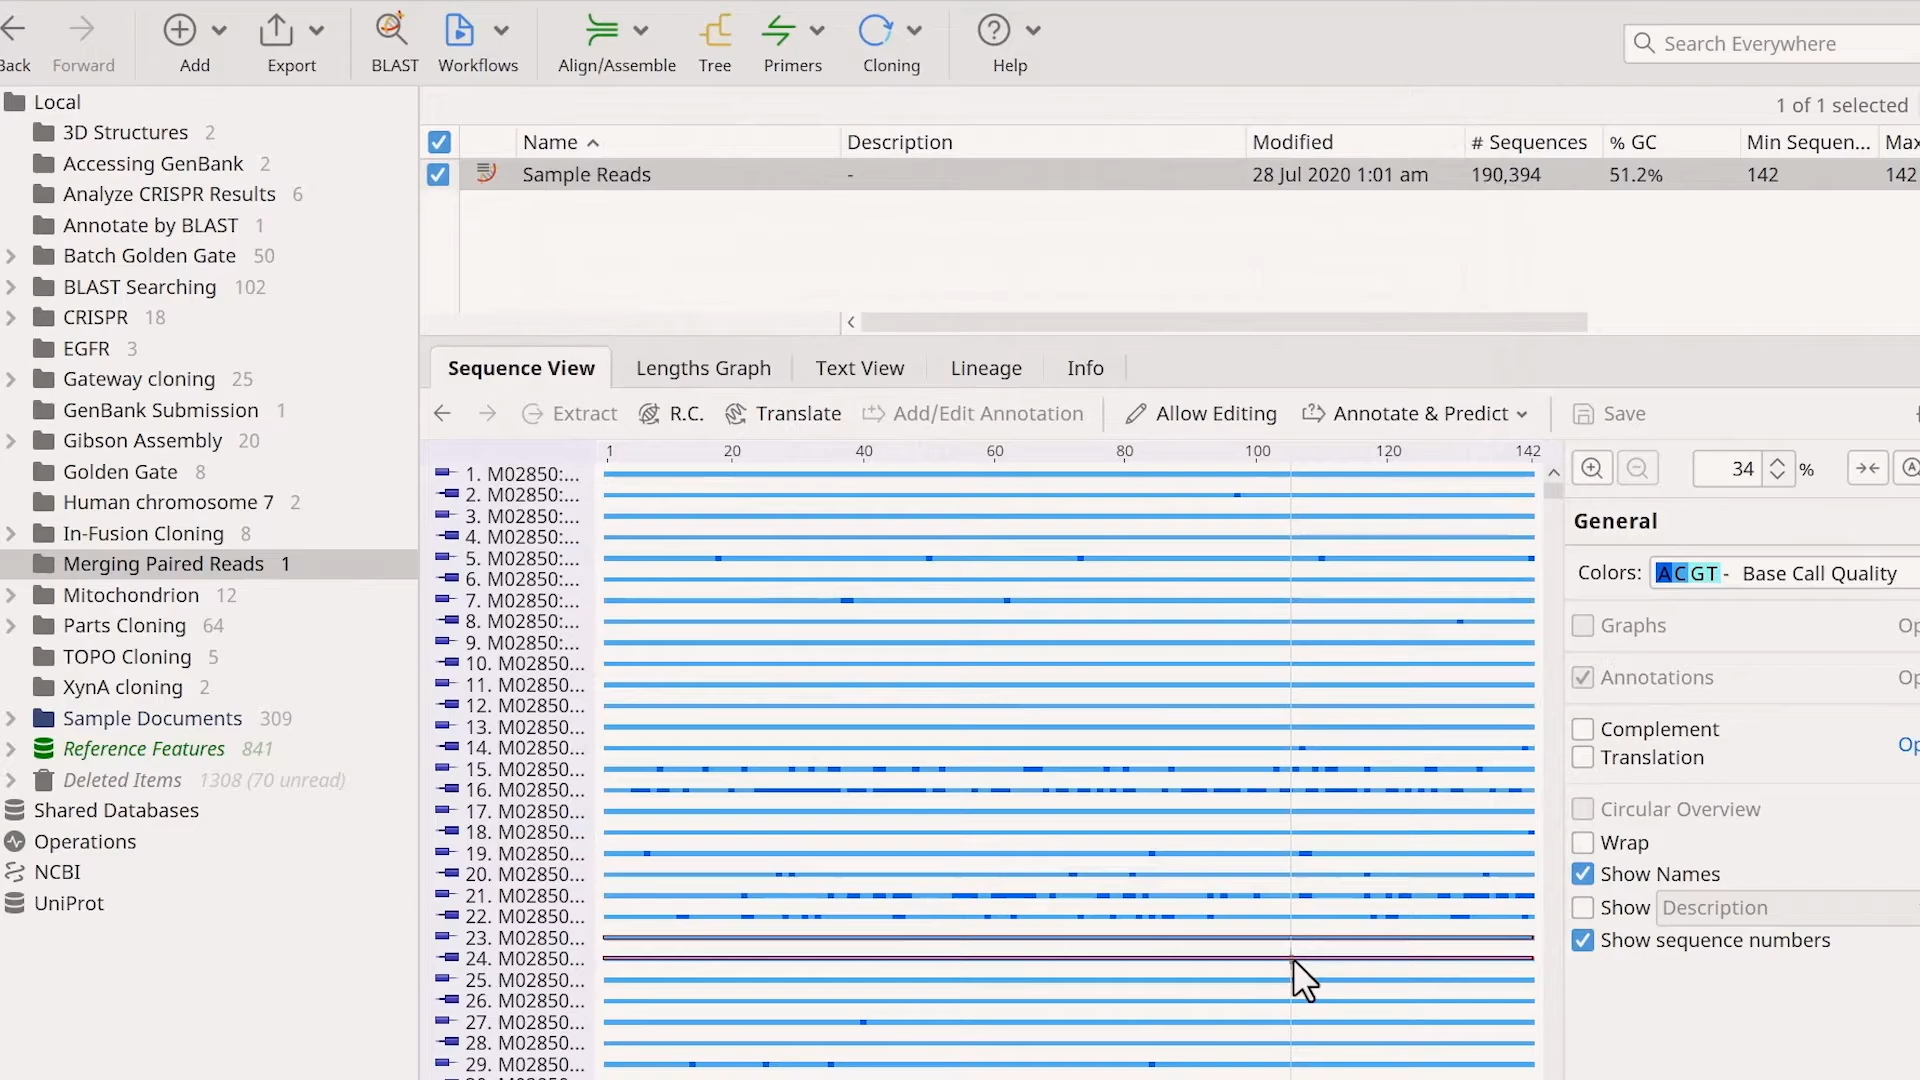 Back Forward Add Export BLAST Workflows Align/Assemble Tree Primers Cloning Help Search Everywhere
Local
3D Structures 2
Accessing GenBank 2
Analyze CRISPR Results 6
Annotate by BLAST 1
Batch Golden Gate 50
BLAST Searching 102
CRISPR 18
EGFR 3
Gateway cloning 25
GenBank Submission 1
Gibson Assembly 20
Golden Gate 8
Human chromosome 7 2
In-Fusion Cloning 8
Merging Paired Reads 1
Mitochondrion 12
Parts Cloning 64
TOPO Cloning 5
XynA cloning 2
Sample Documents 309
Reference Features 841
Deleted Items 1308 (70 unread)
Shared Databases
Operations
NCBI
UniProt
1 of 1 selected
Name Description Modified # Sequences % GC Min Sequen... Max
Sample Reads - 28 Jul 2020 1:01 am 190,394 51.2% 142 142
Sequence View Lengths Graph Text View Lineage Info
Extract R.C. Translate Add/Edit Annotation Allow Editing Annotate & Predict Save
1 20 40 60 80 100 120 142
1. M02850:...
2. M02850:...
3. M02850:...
4. M02850:...
5. M02850:...
6. M02850:...
7. M02850:...
8. M02850:...
9. M02850:...
10. M02850...
11. M02850...
12. M02850...
13. M02850...
14. M02850...
15. M02850...
16. M02850...
17. M02850...
18. M02850...
19. M02850...
20. M02850...
21. M02850...
22. M02850...
23. M02850...
24. M02850...
25. M02850...
26. M02850...
27. M02850...
28. M02850...
29. M02850...
34 %
General
Colors: ACGT - Base Call Quality
Graphs Op
Annotations Op
Complement
Op
Translation
Circular Overview
Wrap
Show Names
Show Description
Show sequence numbers